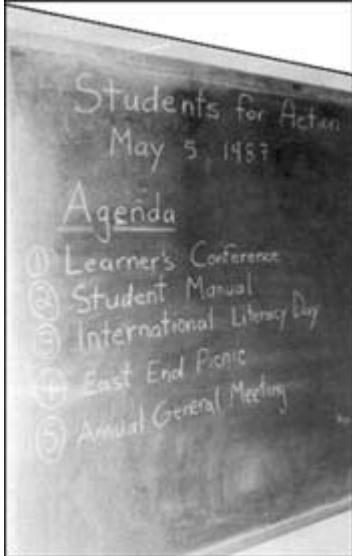 Students for Action
May 5, 1987
Agenda
① Learner's Conference
② Student Manual
③ International Literacy Day
④ East End Picnic
⑤ Annual General Meeting